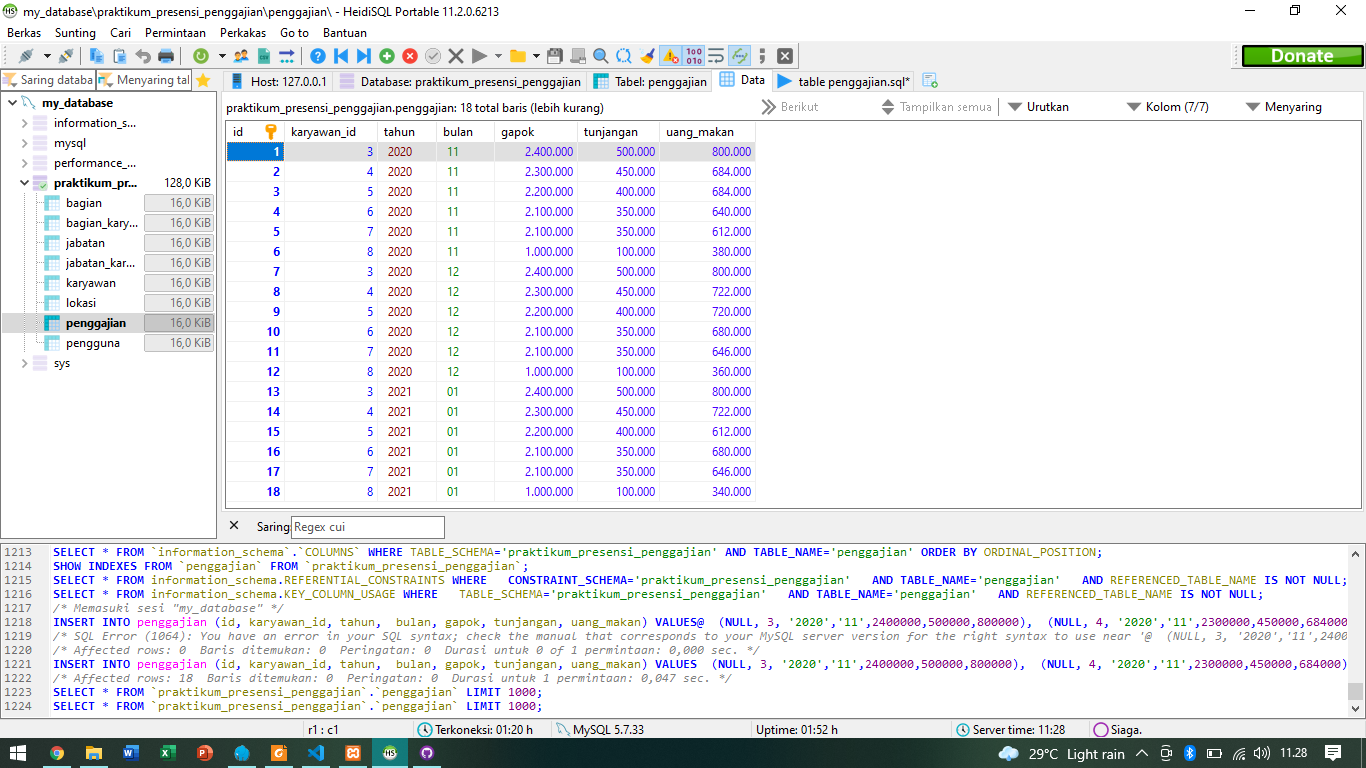 my_database\praktikum_presensi_penggajian\penggajian\ - HeidiSQL Portable 11.2.0.6213
Berkas Sunting Cari Permintaan Perkakas Go to Bantuan
Donate
Saring databa Menyaring tal Host: 127.0.0.1 Database: praktikum_presensi_penggajian Tabel: penggajian Data table penggajian.sql*
my_database
information_s...
mysql
performance_...
praktikum_pr... 128,0 KiB
bagian 16,0 KiB
bagian_kary... 16,0 KiB
jabatan 16,0 KiB
jabatan_kar... 16,0 KiB
karyawan 16,0 KiB
lokasi 16,0 KiB
penggajian 16,0 KiB
pengguna 16,0 KiB
sys
praktikum_presensi_penggajian.penggajian: 18 total baris (lebih kurang) Berikut Tampilkan semua Urutkan Kolom (7/7) Menyaring
id karyawan_id tahun bulan gapok tunjangan uang_makan
1 3 2020 11 2.400.000 500.000 800.000
2 4 2020 11 2.300.000 450.000 684.000
3 5 2020 11 2.200.000 400.000 684.000
4 6 2020 11 2.100.000 350.000 640.000
5 7 2020 11 2.100.000 350.000 612.000
6 8 2020 11 1.000.000 100.000 380.000
7 3 2020 12 2.400.000 500.000 800.000
8 4 2020 12 2.300.000 450.000 722.000
9 5 2020 12 2.200.000 400.000 720.000
10 6 2020 12 2.100.000 350.000 680.000
11 7 2020 12 2.100.000 350.000 646.000
12 8 2020 12 1.000.000 100.000 360.000
13 3 2021 01 2.400.000 500.000 800.000
14 4 2021 01 2.300.000 450.000 722.000
15 5 2021 01 2.200.000 400.000 612.000
16 6 2021 01 2.100.000 350.000 680.000
17 7 2021 01 2.100.000 350.000 646.000
18 8 2021 01 1.000.000 100.000 340.000
Saring: Regex cui
1213 SELECT * FROM `information_schema`.`COLUMNS` WHERE TABLE_SCHEMA='praktikum_presensi_penggajian' AND TABLE_NAME='penggajian' ORDER BY ORDINAL_POSITION;
1214 SHOW INDEXES FROM `penggajian` FROM `praktikum_presensi_penggajian`;
1215 SELECT * FROM information_schema.REFERENTIAL_CONSTRAINTS WHERE CONSTRAINT_SCHEMA='praktikum_presensi_penggajian' AND TABLE_NAME='penggajian' AND REFERENCED_TABLE_NAME IS NOT NULL;
1216 SELECT * FROM information_schema.KEY_COLUMN_USAGE WHERE TABLE_SCHEMA='praktikum_presensi_penggajian' AND TABLE_NAME='penggajian' AND REFERENCED_TABLE_NAME IS NOT NULL;
1217 /* Memasuki sesi "my_database" */
1218 INSERT INTO penggajian (id, karyawan_id, tahun, bulan, gapok, tunjangan, uang_makan) VALUES@ (NULL, 3, '2020','11',2400000,500000,800000), (NULL, 4, '2020','11',2300000,450000,684000
1219 /* SQL Error (1064): You have an error in your SQL syntax; check the manual that corresponds to your MySQL server version for the right syntax to use near '@ (NULL, 3, '2020','11',2400
1220 /* Affected rows: 0 Baris ditemukan: 0 Peringatan: 0 Durasi untuk 0 of 1 permintaan: 0,000 sec. */
1221 INSERT INTO penggajian (id, karyawan_id, tahun, bulan, gapok, tunjangan, uang_makan) VALUES (NULL, 3, '2020','11',2400000,500000,800000), (NULL, 4, '2020','11',2300000,450000,684000)
1222 /* Affected rows: 18 Baris ditemukan: 0 Peringatan: 0 Durasi untuk 1 permintaan: 0,047 sec. */
1223 SELECT * FROM `praktikum_presensi_penggajian`.`penggajian` LIMIT 1000;
1224 SELECT * FROM `praktikum_presensi_penggajian`.`penggajian` LIMIT 1000;
r1 : c1 Terkoneksi: 01:20 h MySQL 5.7.33 Uptime: 01:52 h Server time: 11:28 Siaga.
29°C Light rain 11.28